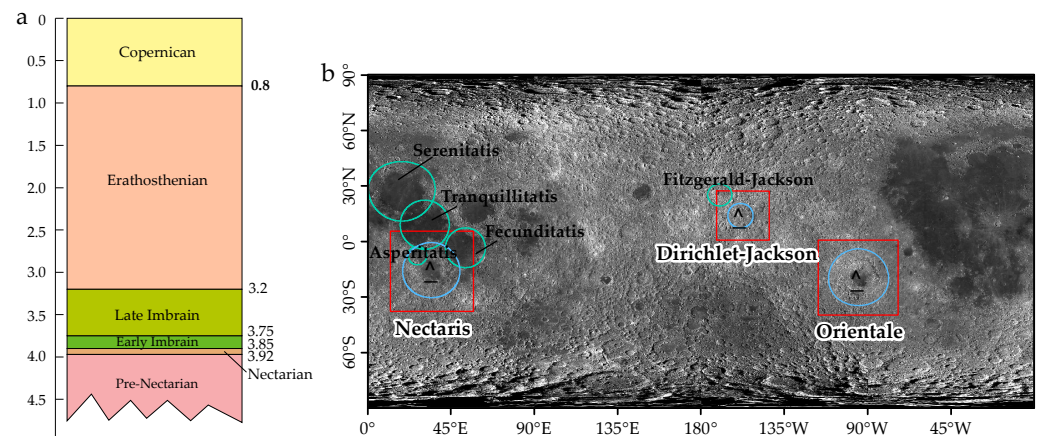 a
0
0.5
1.0
1.5
2.0
2.5
3.0
3.5
4.0
4.5
Copernican
0.8
Erathosthenian
3.2
Late Imbrain
3.75
Early Imbrain
3.85
3.92
Nectarian
Pre-Nectarian
b
90°
60°N
30°N
0°
30°S
60°S
Serenitatis
Tranquillitatis
Fecunditatis
Asperitatis
^
Nectaris
Fitzgerald-Jackson
^
Dirichlet-Jackson
^
Orientale
0° 45°E 90°E 135°E 180° 135°W 90°W 45°W